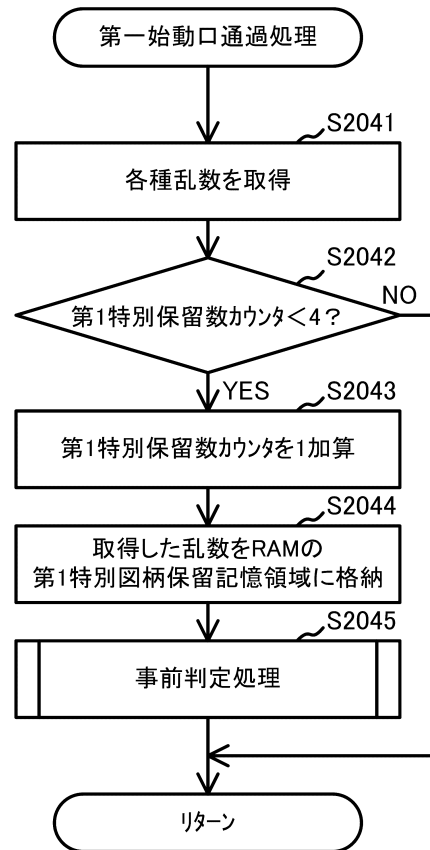 第一始動口通過処理
S2041
各種乱数を取得
S2042
第1特別保留数カウンタ<4?
NO
YES
S2043
第1特別保留数カウンタを1加算
S2044
取得した乱数をRAMの
第1特別図柄保留記憶領域に格納
S2045
事前判定処理
リターン